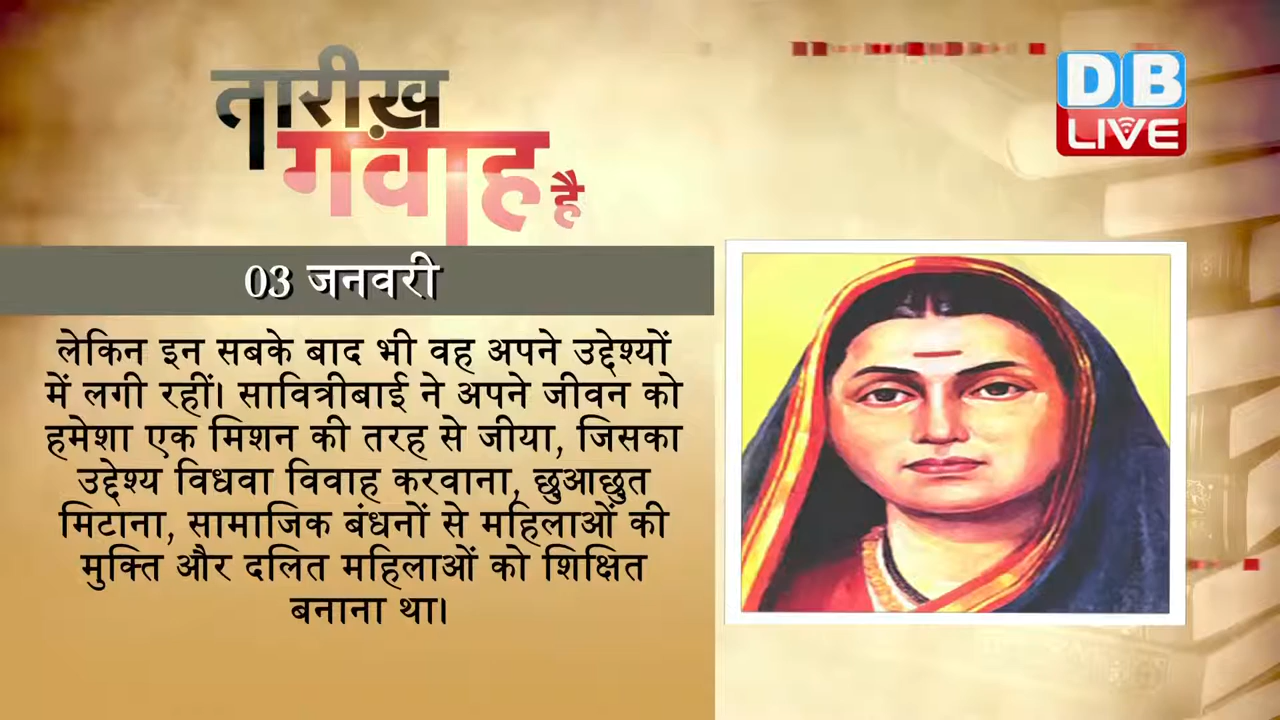 तारीख़
गवाह है
DB
LIVE
03 जनवरी
लेकिन इन सबके बाद भी वह अपने उद्देश्यों
में लगी रहीं। सावित्रीबाई ने अपने जीवन को
हमेशा एक मिशन की तरह से जीया, जिसका
उद्देश्य विधवा विवाह करवाना, छुआछुत
मिटाना, सामाजिक बंधनों से महिलाओं की
मुक्ति और दलित महिलाओं को शिक्षित
बनाना था।